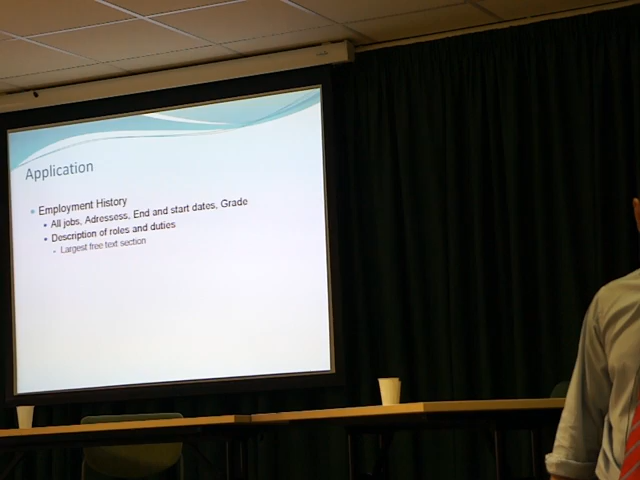 Application
Employment History
All jobs, Adressess, End and start dates, Grade
Description of roles and duties
Largest free text section